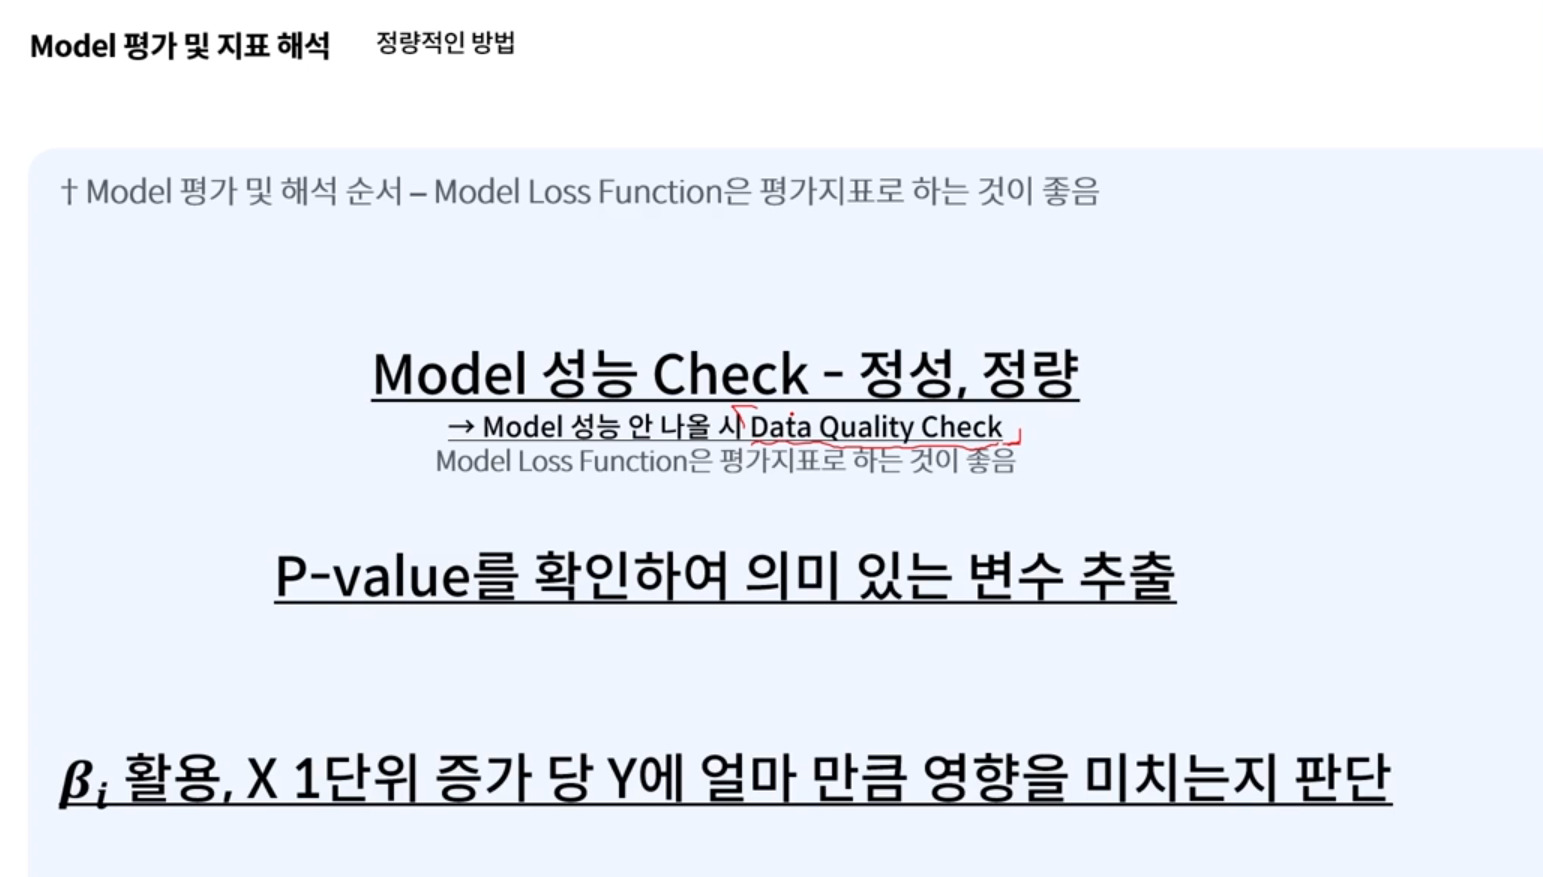 Model 평가 및 지표 해석 정량적인 방법
† Model 평가 및 해석 순서 – Model Loss Function은 평가지표로 하는 것이 좋음
Model 성능 Check - 정성, 정량
→ Model 성능 안 나올 시 Data Quality Check
Model Loss Function은 평가지표로 하는 것이 좋음
P-value를 확인하여 의미 있는 변수 추출
βi 활용, X 1단위 증가 당 Y에 얼마 만큼 영향을 미치는지 판단